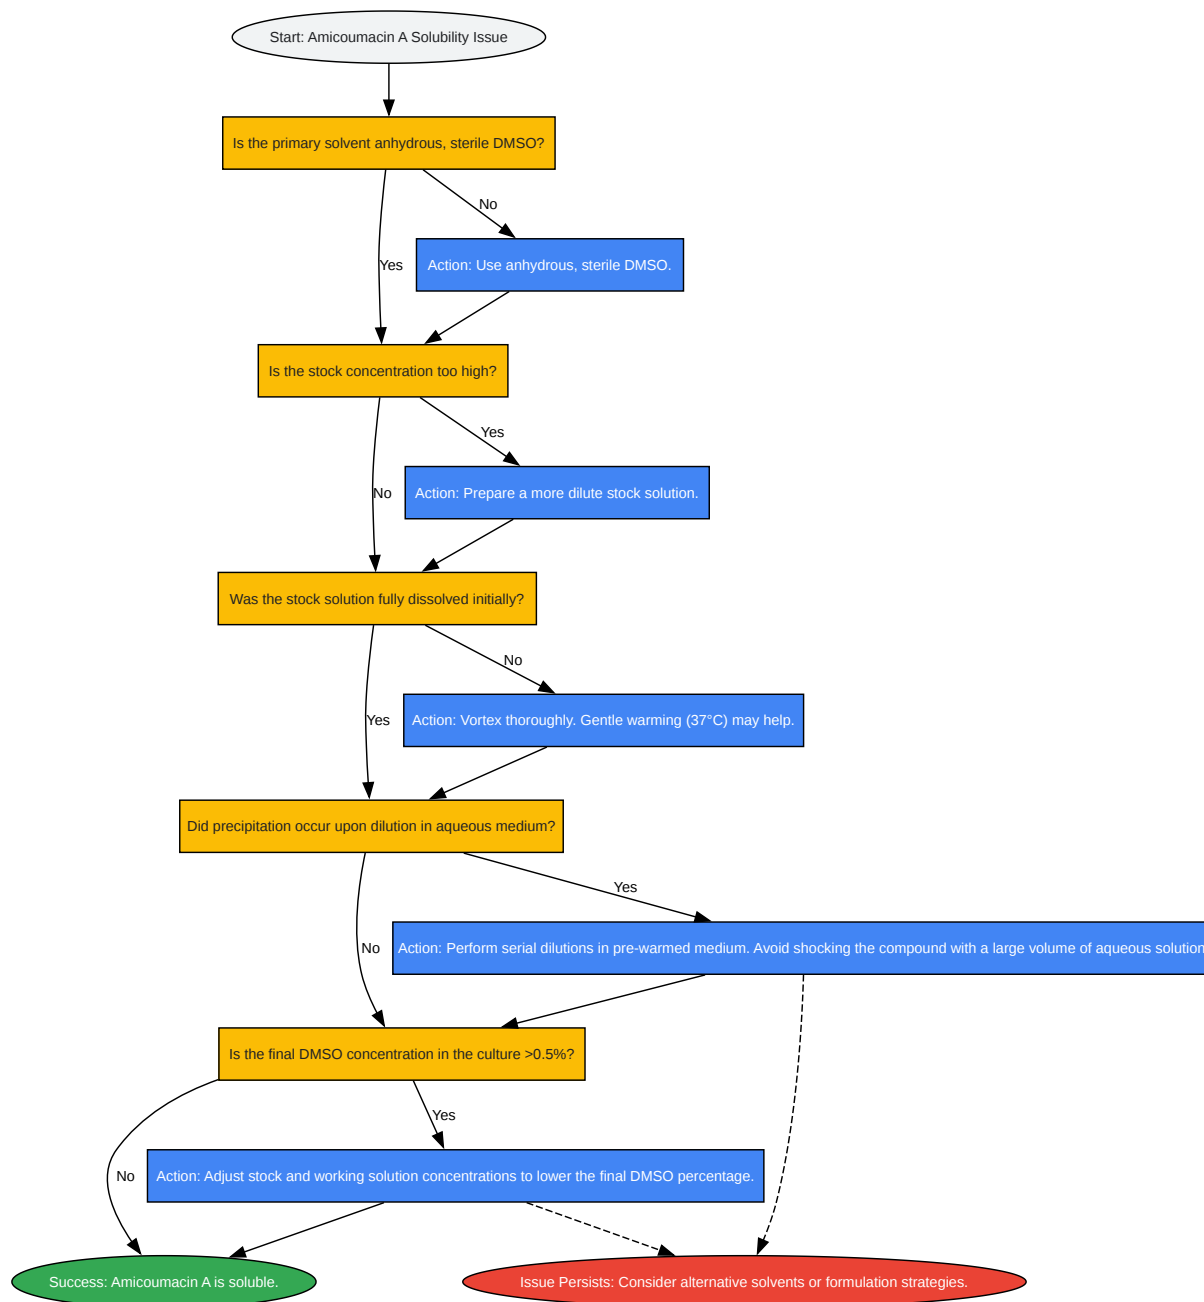 Start: Amicoumacin A Solubility Issue
Is the primary solvent anhydrous, sterile DMSO?
No
Yes
Action: Use anhydrous, sterile DMSO.
Is the stock concentration too high?
Yes
No
Action: Prepare a more dilute stock solution.
Was the stock solution fully dissolved initially?
No
Yes
Action: Vortex thoroughly. Gentle warming (37°C) may help.
Did precipitation occur upon dilution in aqueous medium?
Yes
No
Action: Perform serial dilutions in pre-warmed medium. Avoid shocking the compound with a large volume of aqueous solution
Is the final DMSO concentration in the culture >0.5%?
Yes
No
Action: Adjust stock and working solution concentrations to lower the final DMSO percentage.
Success: Amicoumacin A is soluble.
Issue Persists: Consider alternative solvents or formulation strategies.